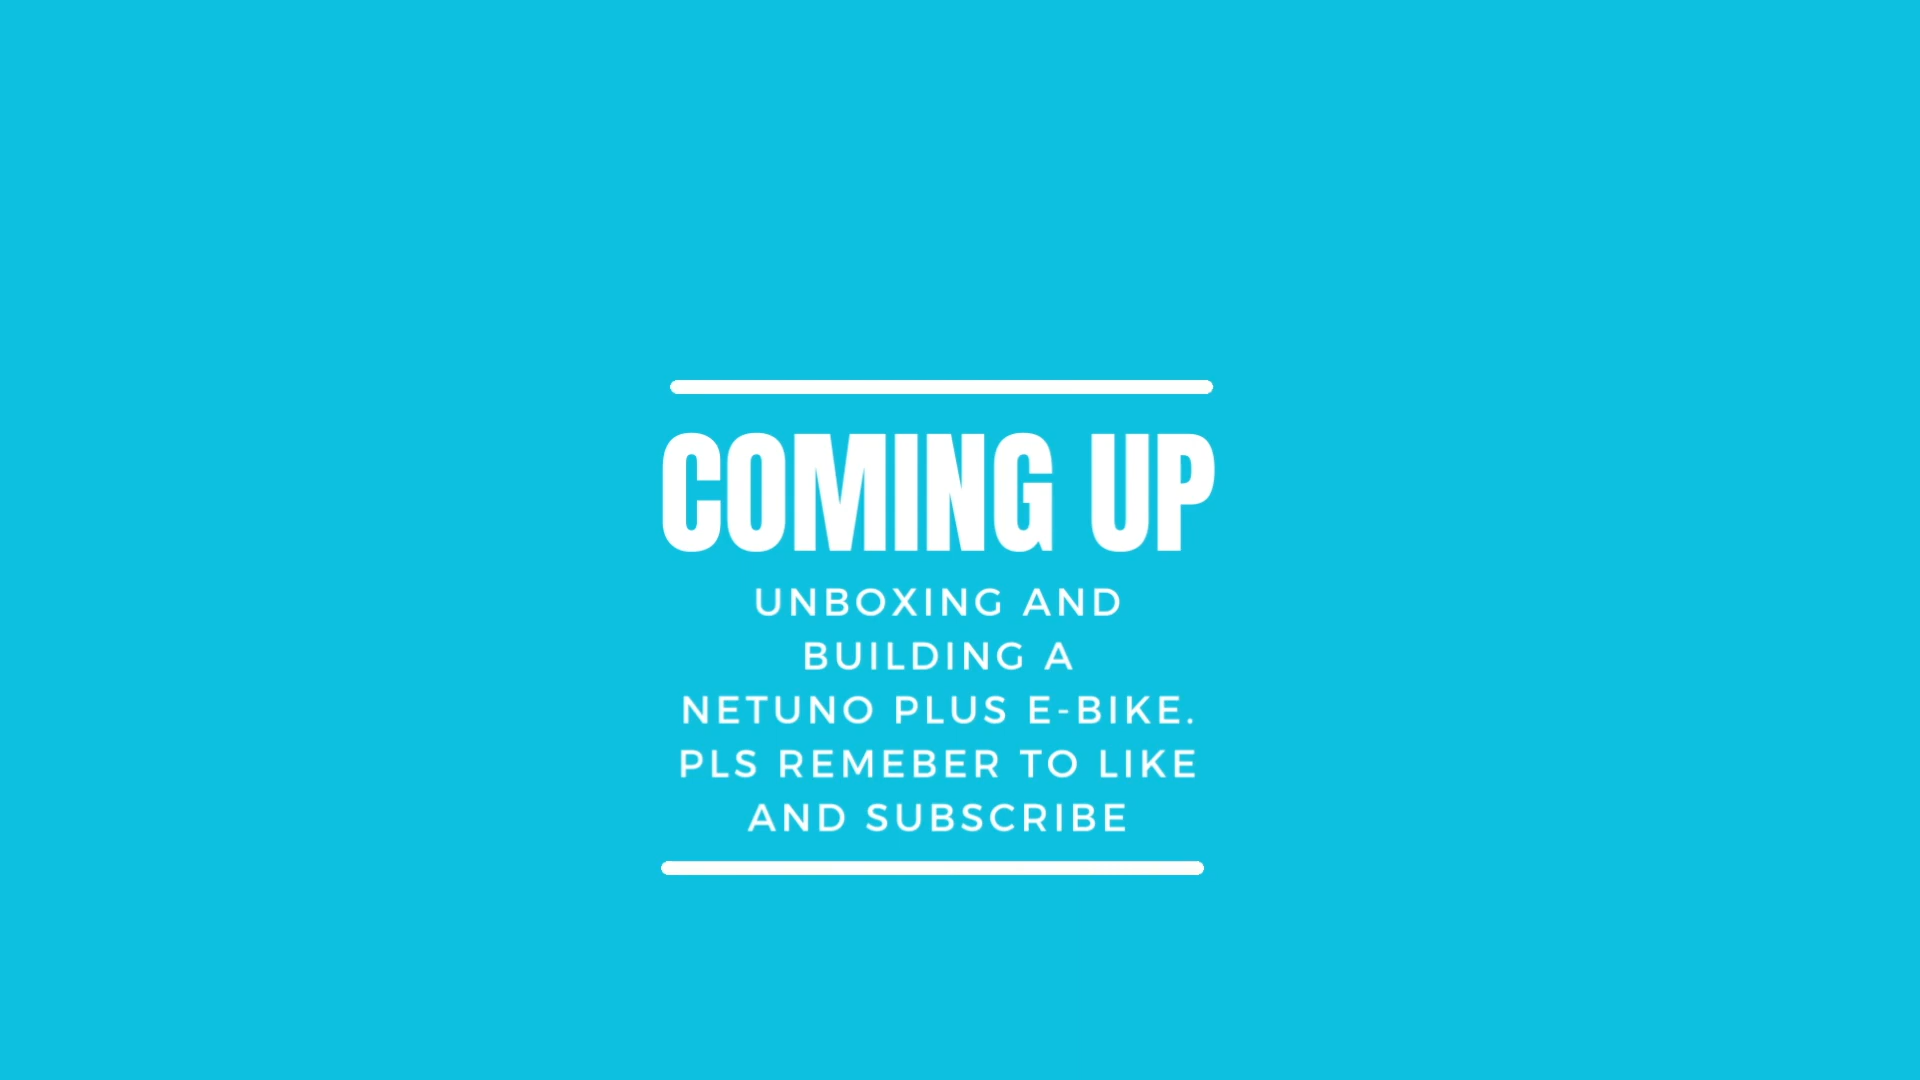 COMING UP
UNBOXING AND
BUILDING A
NETUNO PLUS E-BIKE.
PLS REMEBER TO LIKE
AND SUBSCRIBE